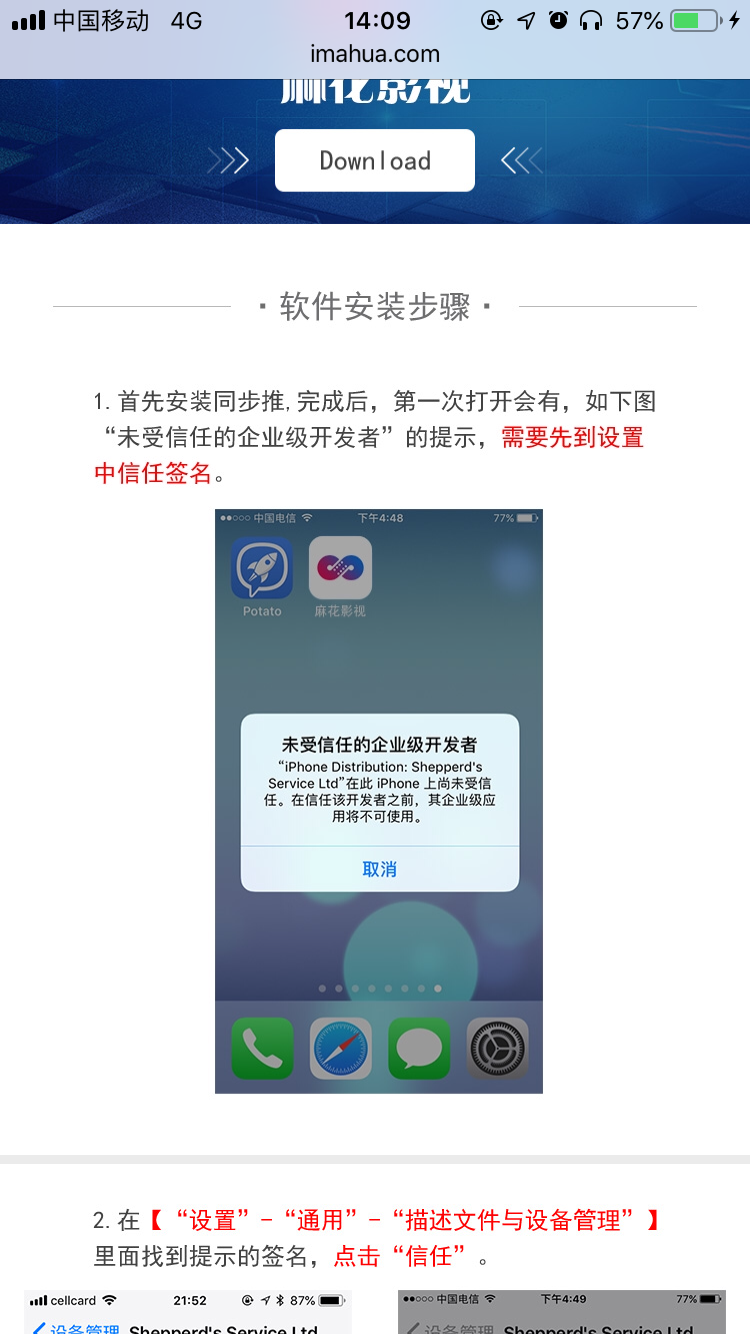 中国移动 4G 14:09 57%
imahua.com
麻花影视
Download
·软件安装步骤·
1.首先安装同步推,完成后，第一次打开会有，如下图
“未受信任的企业级开发者”的提示，需要先到设置
中信任签名。
中国电信 下午4:48 77%
Potato 麻花影视
未受信任的企业级开发者
“iPhone Distribution: Shepperd's
Service Ltd”在此 iPhone 上尚未受信
任。在信任该开发者之前，其企业级应
用将不可使用。
取消
2.在【“设置”-“通用”-“描述文件与设备管理”】
里面找到提示的签名，点击“信任”。
cellcard 21:52 87%
中国电信 下午4:49 77%
设备管理 Shepperd's Service Ltd
设备管理 Shepperd's Service Ltd